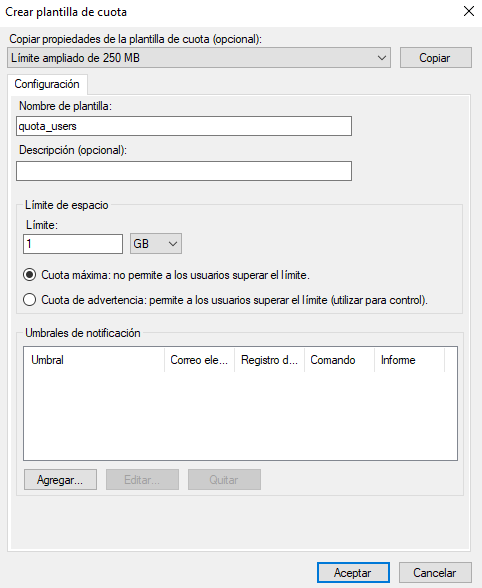 Crear plantilla de cuota
Copiar propiedades de la plantilla de cuota (opcional):
Límite ampliado de 250 MB
Copiar
Configuración
Nombre de plantilla:
quota_users
Descripción (opcional):
Límite de espacio
Límite:
1 GB
Cuota máxima: no permite a los usuarios superar el límite.
Cuota de advertencia: permite a los usuarios superar el límite (utilizar para control).
Umbrales de notificación
Umbral Correo ele... Registro d... Comando Informe
Agregar... Editar... Quitar
Aceptar Cancelar